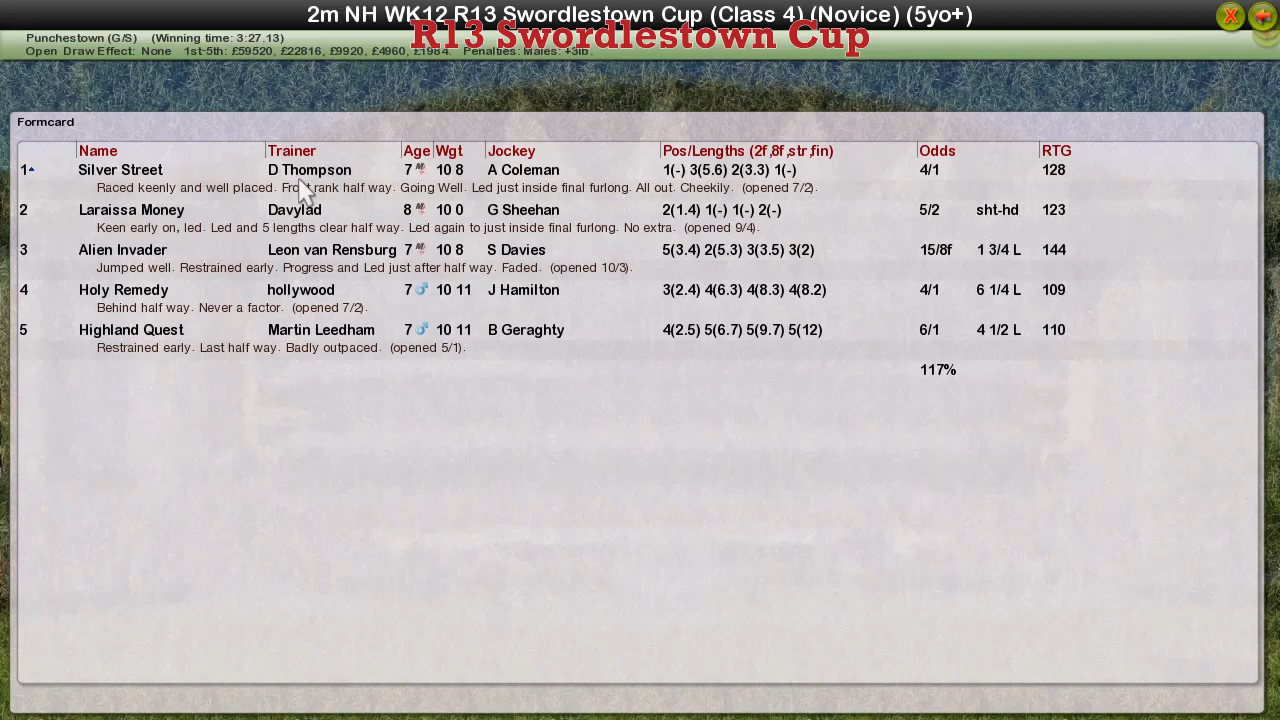 2m NH WK12 R13 Swordlestown Cup (Class 4) (Novice) (5yo+)
R13 Swordlestown Cup
Punchestown (G/S) (Winning time: 3:27.13)
Open Draw Effect: None 1st-5th: £59520, £22816, £9920, £4960, £1984. Penalties: Males: +3lb.
Formcard
Name Trainer Age Wgt Jockey Pos/Lengths (2f,8f,str,fin) Odds RTG
1 Silver Street D Thompson 7 10 8 A Coleman 1(-) 3(5.6) 2(3.3) 1(-) 4/1 128
Raced keenly and well placed. Front rank half way. Going Well. Led just inside final furlong. All out. Cheekily. (opened 7/2).
2 Laraissa Money Davylad 8 10 0 G Sheehan 2(1.4) 1(-) 1(-) 2(-) 5/2 sht-hd 123
Keen early on, led. Led and 5 lengths clear half way. Led again to just inside final furlong. No extra. (opened 9/4).
3 Alien Invader Leon van Rensburg 7 10 8 S Davies 5(3.4) 2(5.3) 3(3.5) 3(2) 15/8f 1 3/4 L 144
Jumped well. Restrained early. Progress and Led just after half way. Faded. (opened 10/3).
4 Holy Remedy hollywood 7 10 11 J Hamilton 3(2.4) 4(6.3) 4(8.3) 4(8.2) 4/1 6 1/4 L 109
Behind half way. Never a factor. (opened 7/2).
5 Highland Quest Martin Leedham 7 10 11 B Geraghty 4(2.5) 5(6.7) 5(9.7) 5(12) 6/1 4 1/2 L 110
Restrained early. Last half way. Badly outpaced. (opened 5/1).
117%